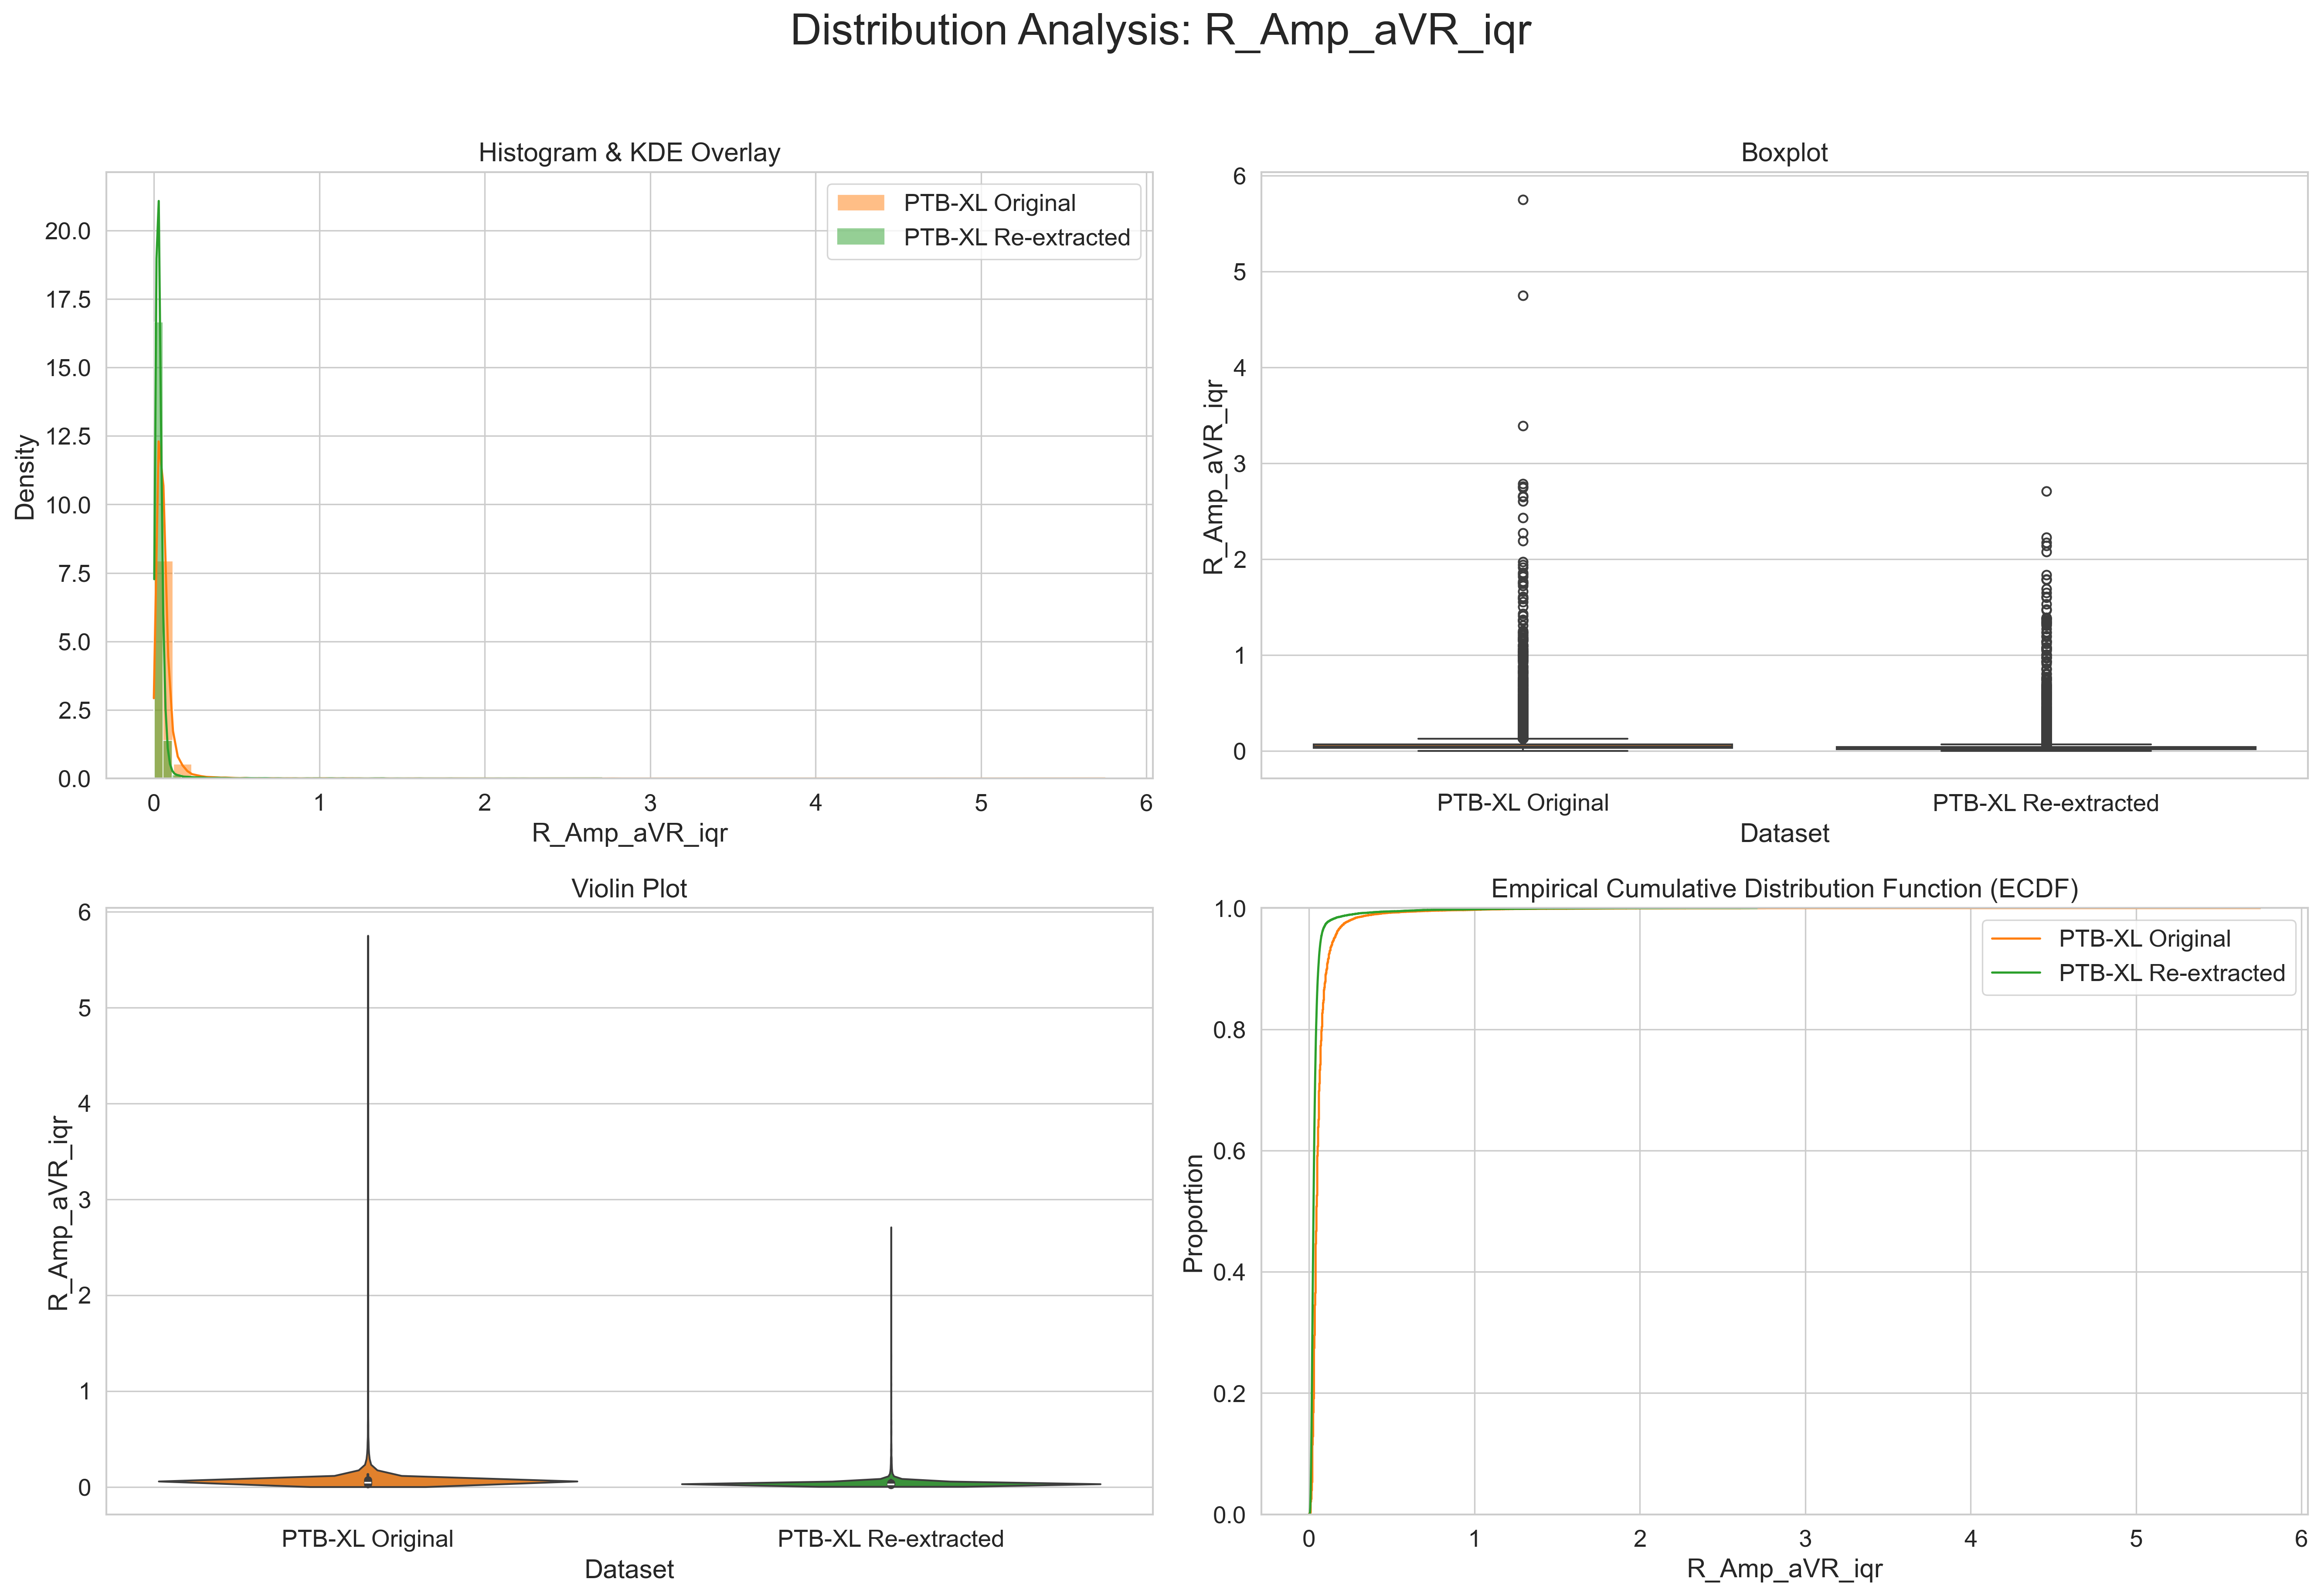 Distribution Analysis: R_Amp_aVR_iqr
Histogram & KDE Overlay
PTB-XL Original
PTB-XL Re-extracted
20.0
17.5
15.0
12.5
10.0
7.5
5.0
2.5
0.0
Density
0 1 2 3 4 5 6
R_Amp_aVR_iqr
Boxplot
6
5
4
3
2
1
0
R_Amp_aVR_iqr
PTB-XL Original PTB-XL Re-extracted
Dataset
Violin Plot
6
5
4
3
2
1
0
R_Amp_aVR_iqr
PTB-XL Original PTB-XL Re-extracted
Dataset
Empirical Cumulative Distribution Function (ECDF)
PTB-XL Original
PTB-XL Re-extracted
1.0
0.8
0.6
0.4
0.2
0.0
Proportion
0 1 2 3 4 5 6
R_Amp_aVR_iqr